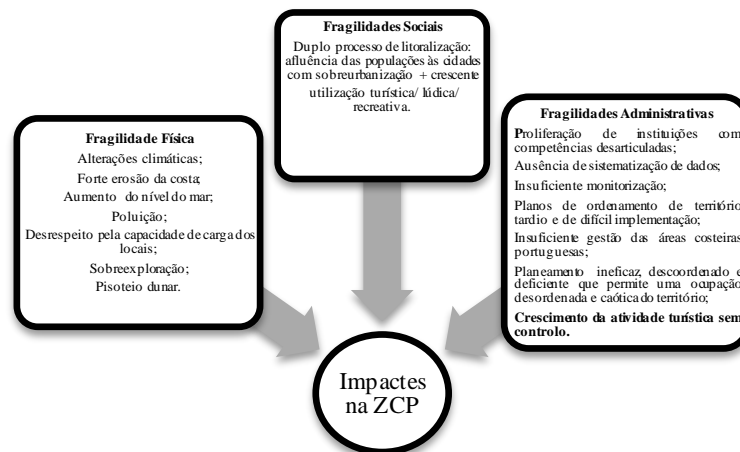 Fragilidade Física
Alterações climáticas;
Forte erosão da costa;
Aumento do nível do mar;
Poluição;
Desrespeito pela capacidade de carga dos
locais;
Sobreexploração;
Pisoteio dunar.
Fragilidades Sociais
Duplo processo de litoralização:
afluência das populações às cidades
com sobreurbanização + crescente
utilização turística/ lúdica/
recreativa.
Fragilidades Administrativas
Proliferação de instituições com
competências desarticuladas;
Ausência de sistematização de dados;
Insuficiente monitorização;
Planos de ordenamento de território
tardio e de difícil implementação;
Insuficiente gestão das áreas costeiras
portuguesas;
Planeamento ineficaz, descoordenado e
deficiente que permite uma ocupação
desordenada e caótica do território;
Crescimento da atividade turística sem
controlo.
Impactes
na ZCP